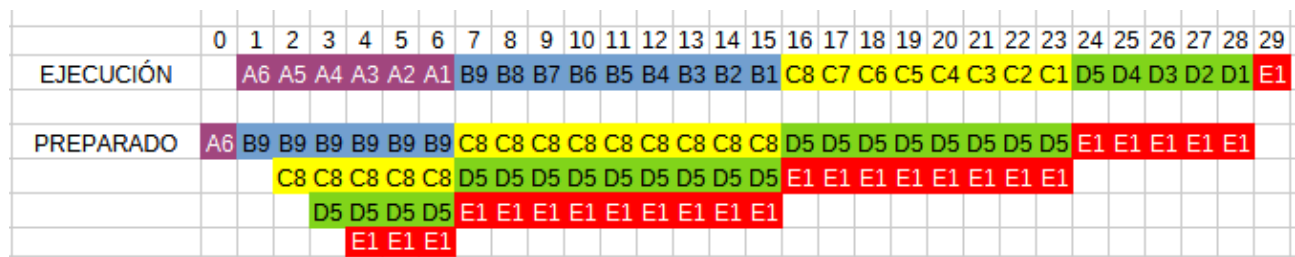 0 1 2 3 4 5 6 7 8 9 10 11 12 13 14 15 16 17 18 19 20 21 22 23 24 25 26 27 28 29
EJECUCIÓN A6 A5 A4 A3 A2 A1 B9 B8 B7 B6 B5 B4 B3 B2 B1 C8 C7 C6 C5 C4 C3 C2 C1 D5 D4 D3 D2 D1 E1
PREPARADO A6 B9 B9 B9 B9 B9 B9 C8 C8 C8 C8 C8 C8 C8 C8 C8 D5 D5 D5 D5 D5 D5 D5 D5 E1 E1 E1 E1 E1
C8 C8 C8 C8 C8 D5 D5 D5 D5 D5 D5 D5 D5 D5 E1 E1 E1 E1 E1 E1 E1 E1
D5 D5 D5 D5 E1 E1 E1 E1 E1 E1 E1 E1 E1
E1 E1 E1